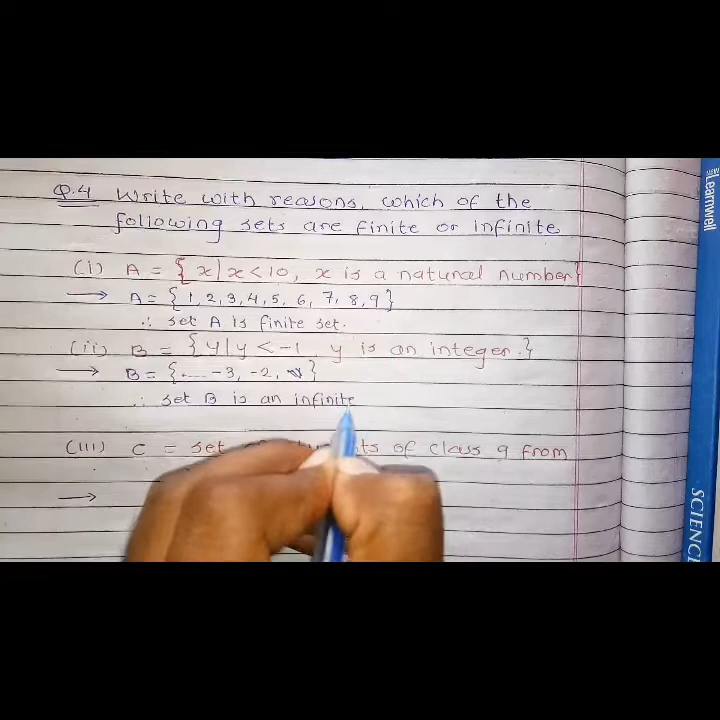 Q.4 Write with reasons, which of the
following sets are finite or infinite
(i) A = { x | x < 10, x is a natural number}
→ A = { 1, 2, 3, 4, 5, 6, 7, 8, 9 }
∴ set A is finite set.
(ii) B = { y | y < -1 y is an integer.}
→ B = { .... -3, -2, }
∴ set B is an infinite
(iii) C = set of class 9 from
→
Learnwell
SCIENC